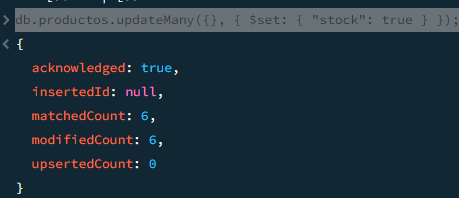 db.productos.updateMany({}, { $set: { "stock": true } });
{
acknowledged: true,
insertedId: null,
matchedCount: 6,
modifiedCount: 6,
upsertedCount: 0
}